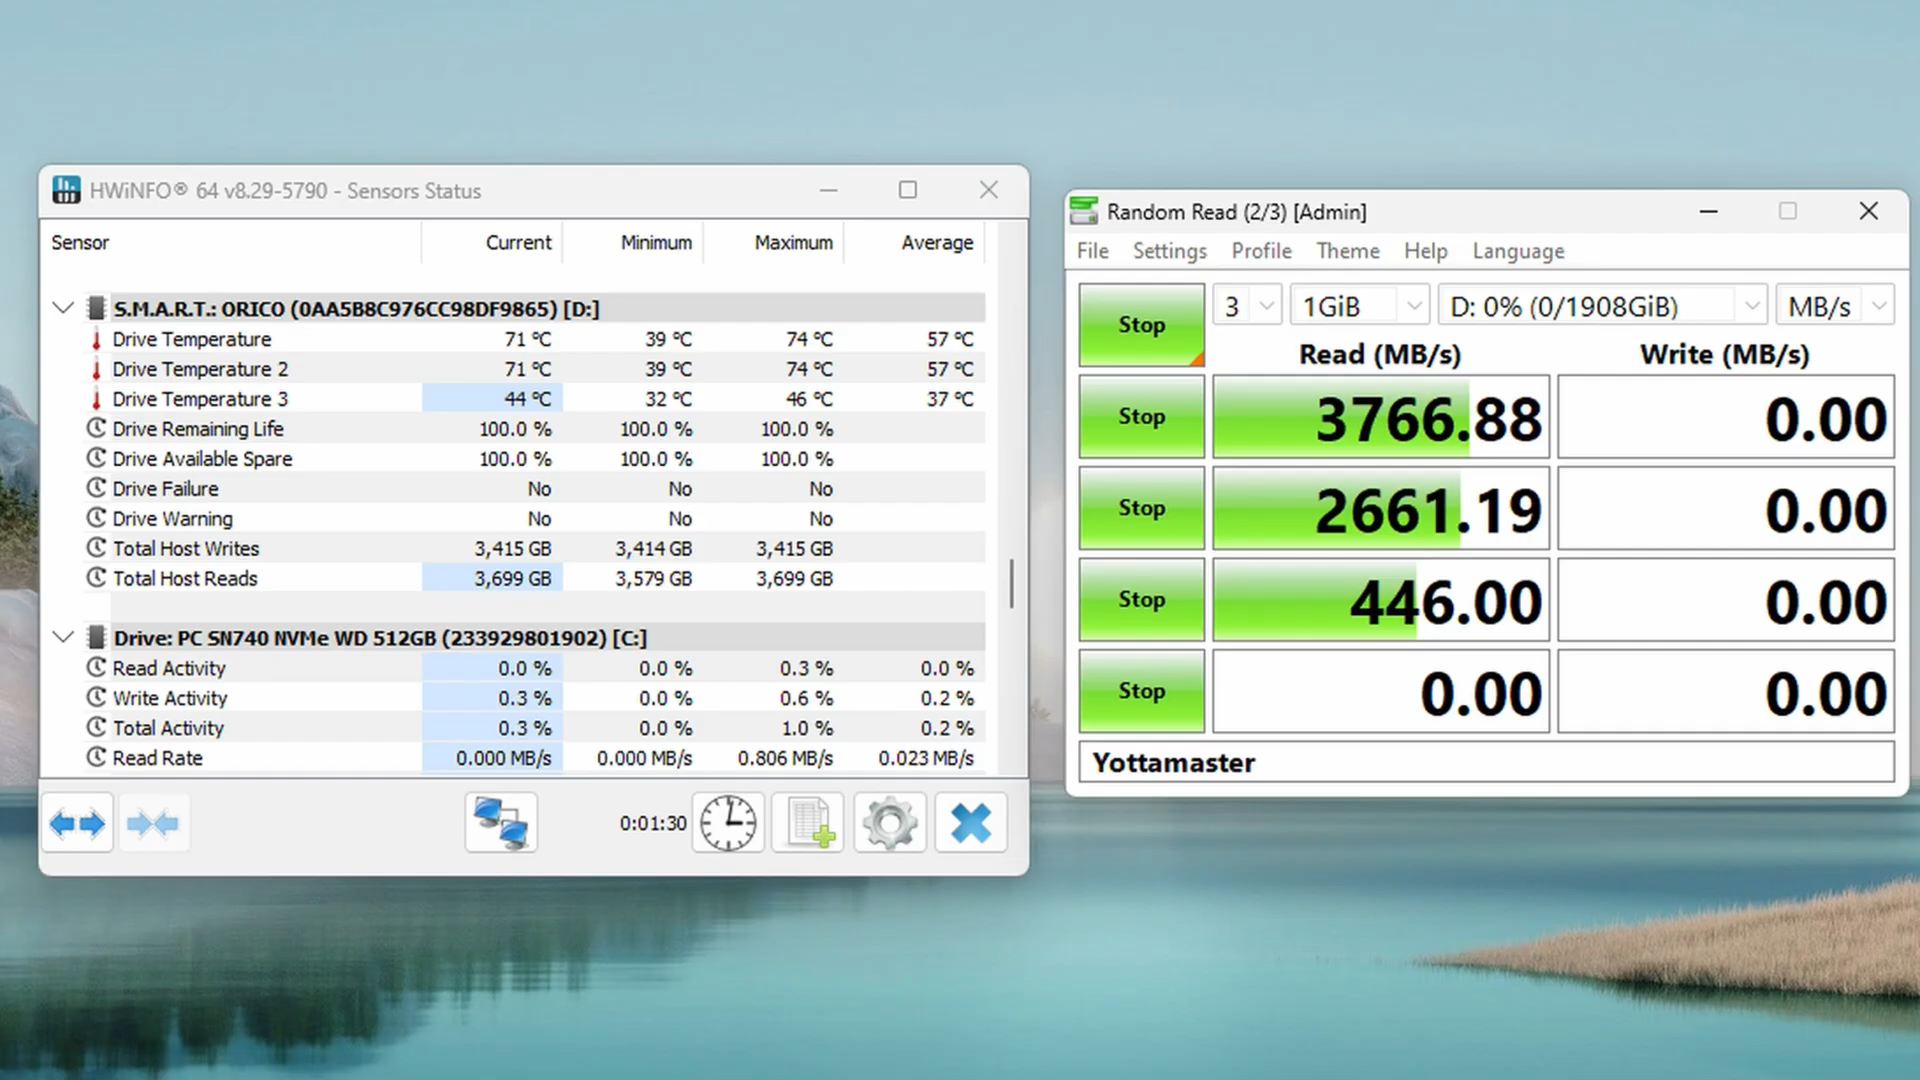 HWiNFO® 64 v8.29-5790 - Sensors Status
Sensor Current Minimum Maximum Average
S.M.A.R.T.: ORICO (0AA5B8C976CC98DF9865) [D:]
Drive Temperature 71 °C 39 °C 74 °C 57 °C
Drive Temperature 2 71 °C 39 °C 74 °C 57 °C
Drive Temperature 3 44 °C 32 °C 46 °C 37 °C
Drive Remaining Life 100.0 % 100.0 % 100.0 %
Drive Available Spare 100.0 % 100.0 % 100.0 %
Drive Failure No No No
Drive Warning No No No
Total Host Writes 3,415 GB 3,414 GB 3,415 GB
Total Host Reads 3,699 GB 3,579 GB 3,699 GB
Drive: PC SN740 NVMe WD 512GB (233929801902) [C:]
Read Activity 0.0 % 0.0 % 0.3 % 0.0 %
Write Activity 0.3 % 0.0 % 0.6 % 0.2 %
Total Activity 0.3 % 0.0 % 1.0 % 0.2 %
Read Rate 0.000 MB/s 0.000 MB/s 0.806 MB/s 0.023 MB/s
0:01:30
Random Read (2/3) [Admin]
File Settings Profile Theme Help Language
Stop 3 1GiB D: 0% (0/1908GiB) MB/s
Read (MB/s) Write (MB/s)
Stop 3766.88 0.00
Stop 2661.19 0.00
Stop 446.00 0.00
Stop 0.00 0.00
Yottamaster